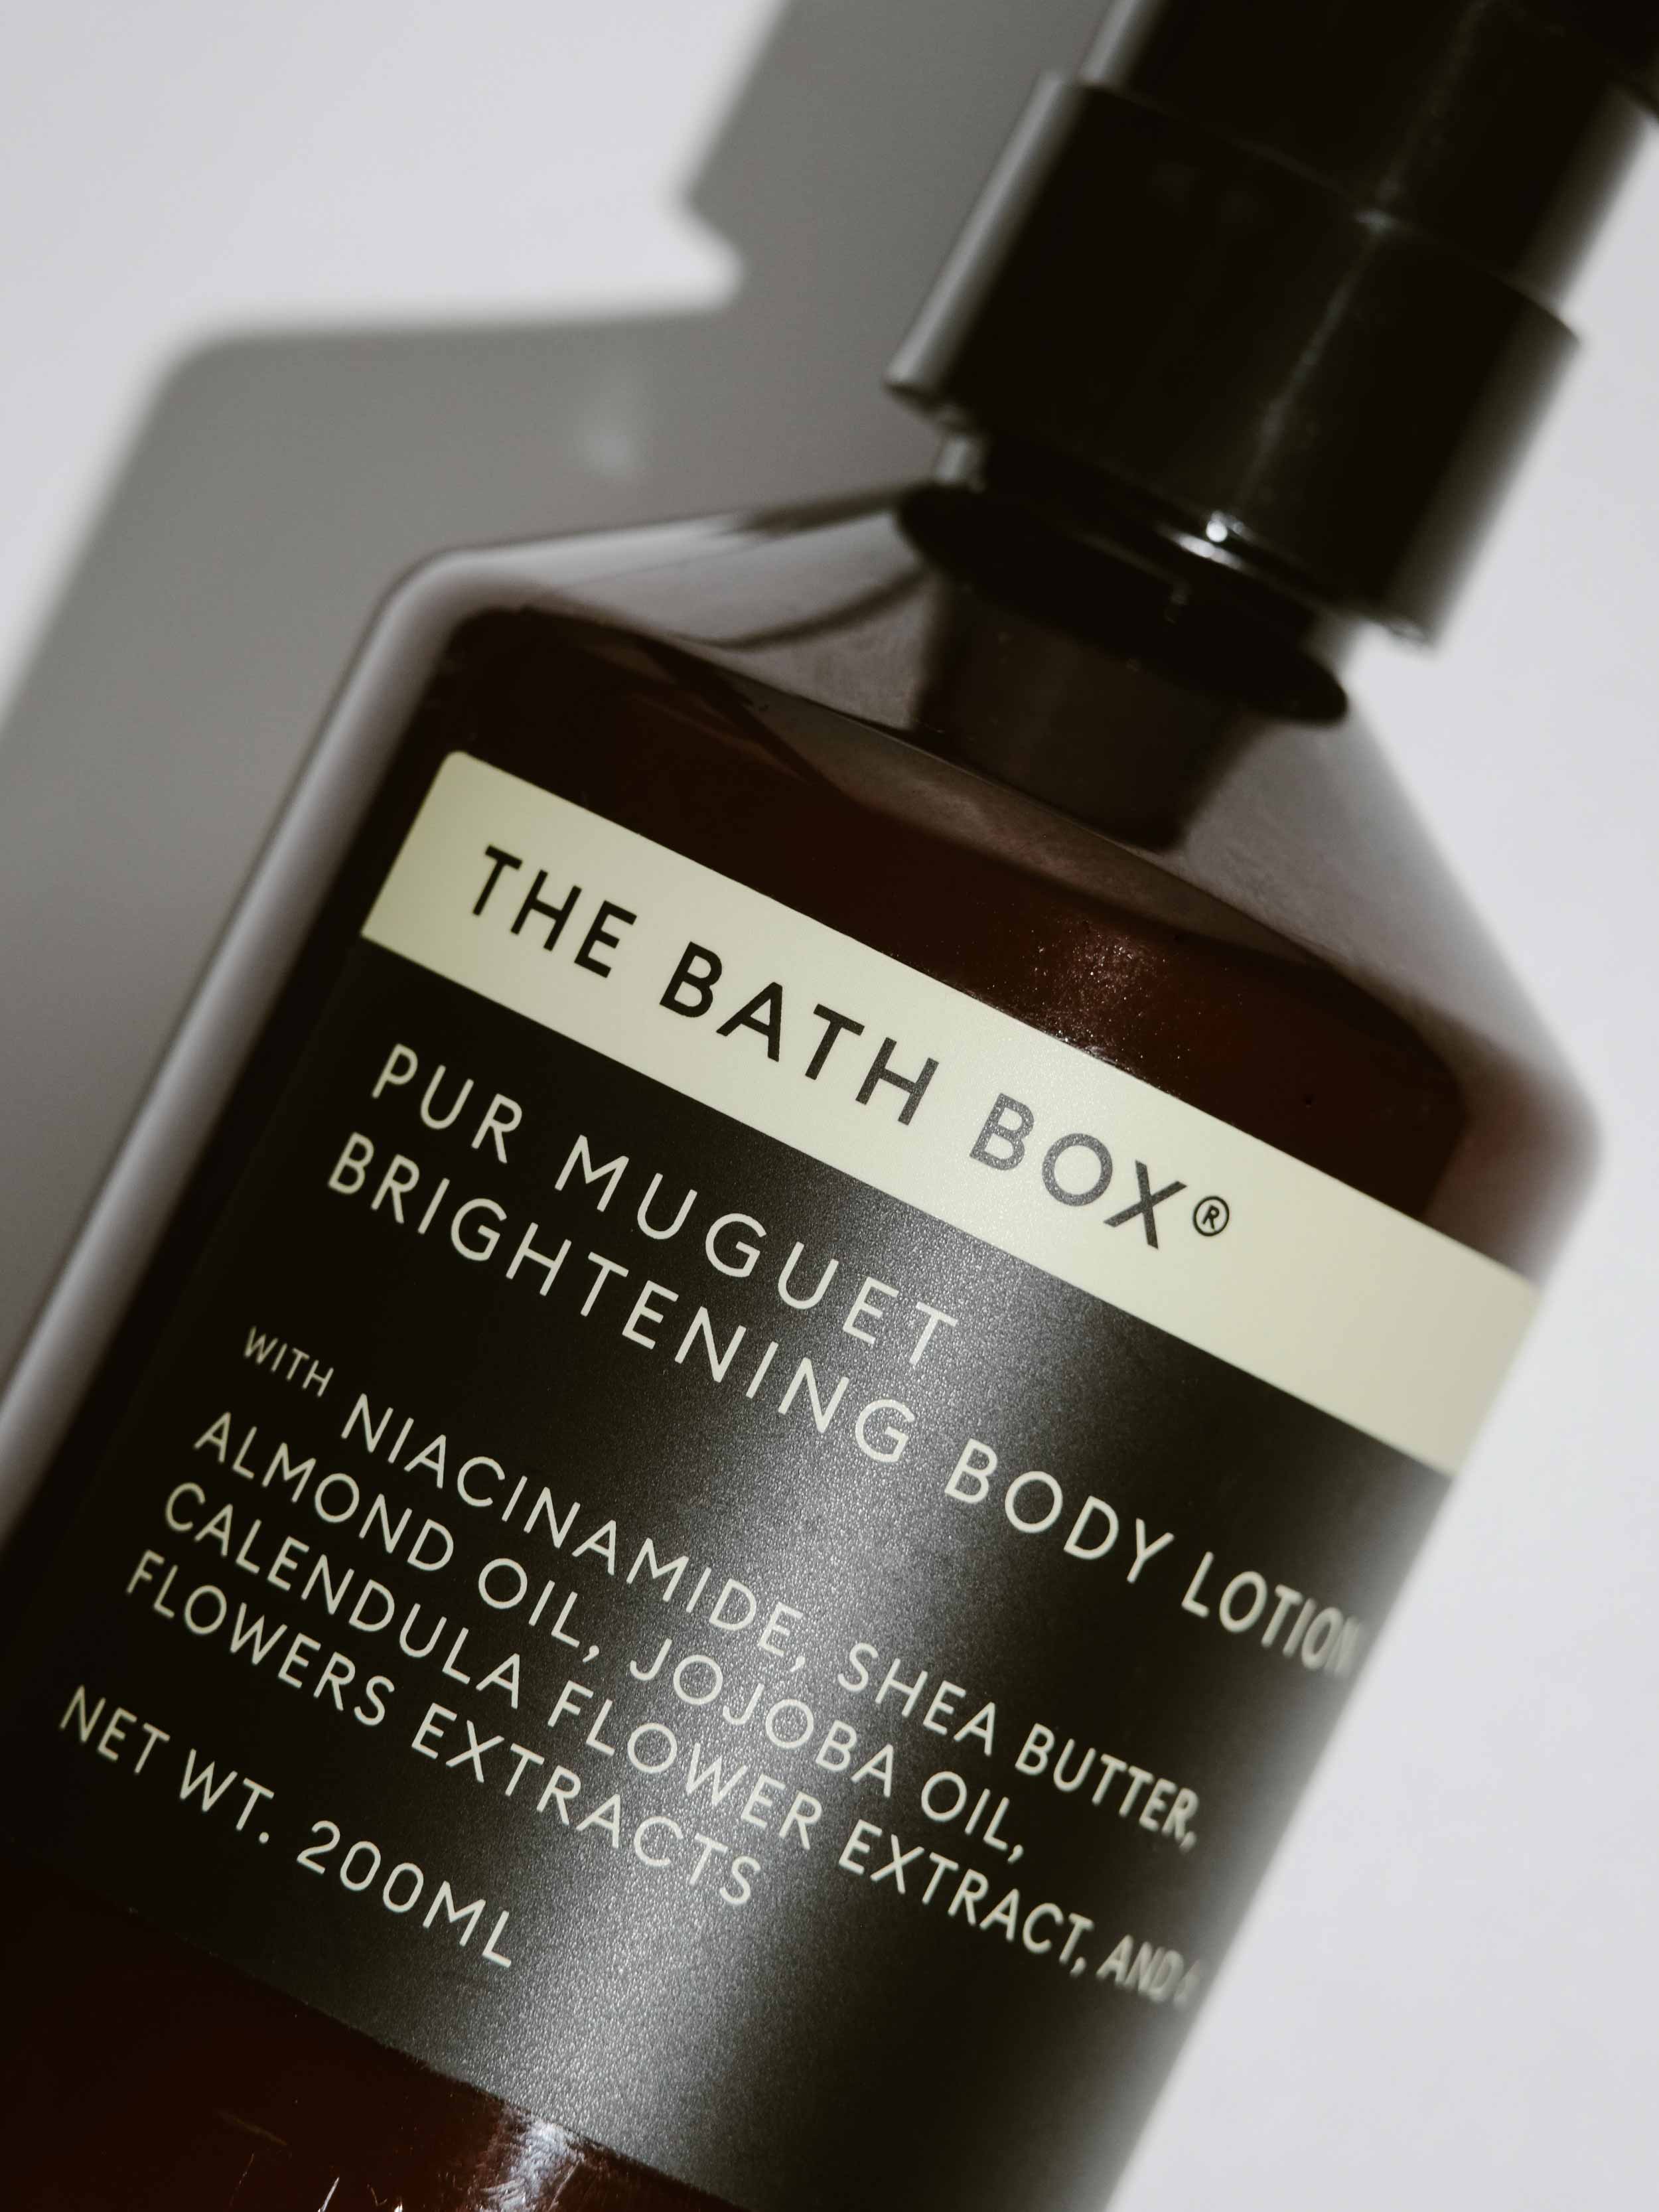 THE BATH BOX®
PUR MUGUET
BRIGHTENING BODY LOTION
WITH NIACINAMIDE, SHEA BUTTER,
ALMOND OIL, JOJOBA OIL,
CALENDULA FLOWER EXTRACT, AND
FLOWERS EXTRACTS
NET WT. 200ML